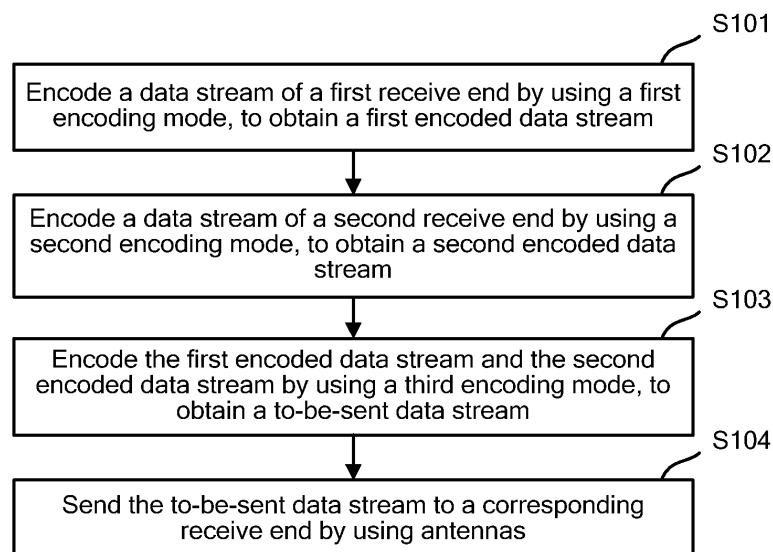 S101
Encode a data stream of a first receive end by using a first
encoding mode, to obtain a first encoded data stream
S102
Encode a data stream of a second receive end by using a
second encoding mode, to obtain a second encoded data
stream
S103
Encode the first encoded data stream and the second
encoded data stream by using a third encoding mode, to
obtain a to-be-sent data stream
S104
Send the to-be-sent data stream to a corresponding
receive end by using antennas